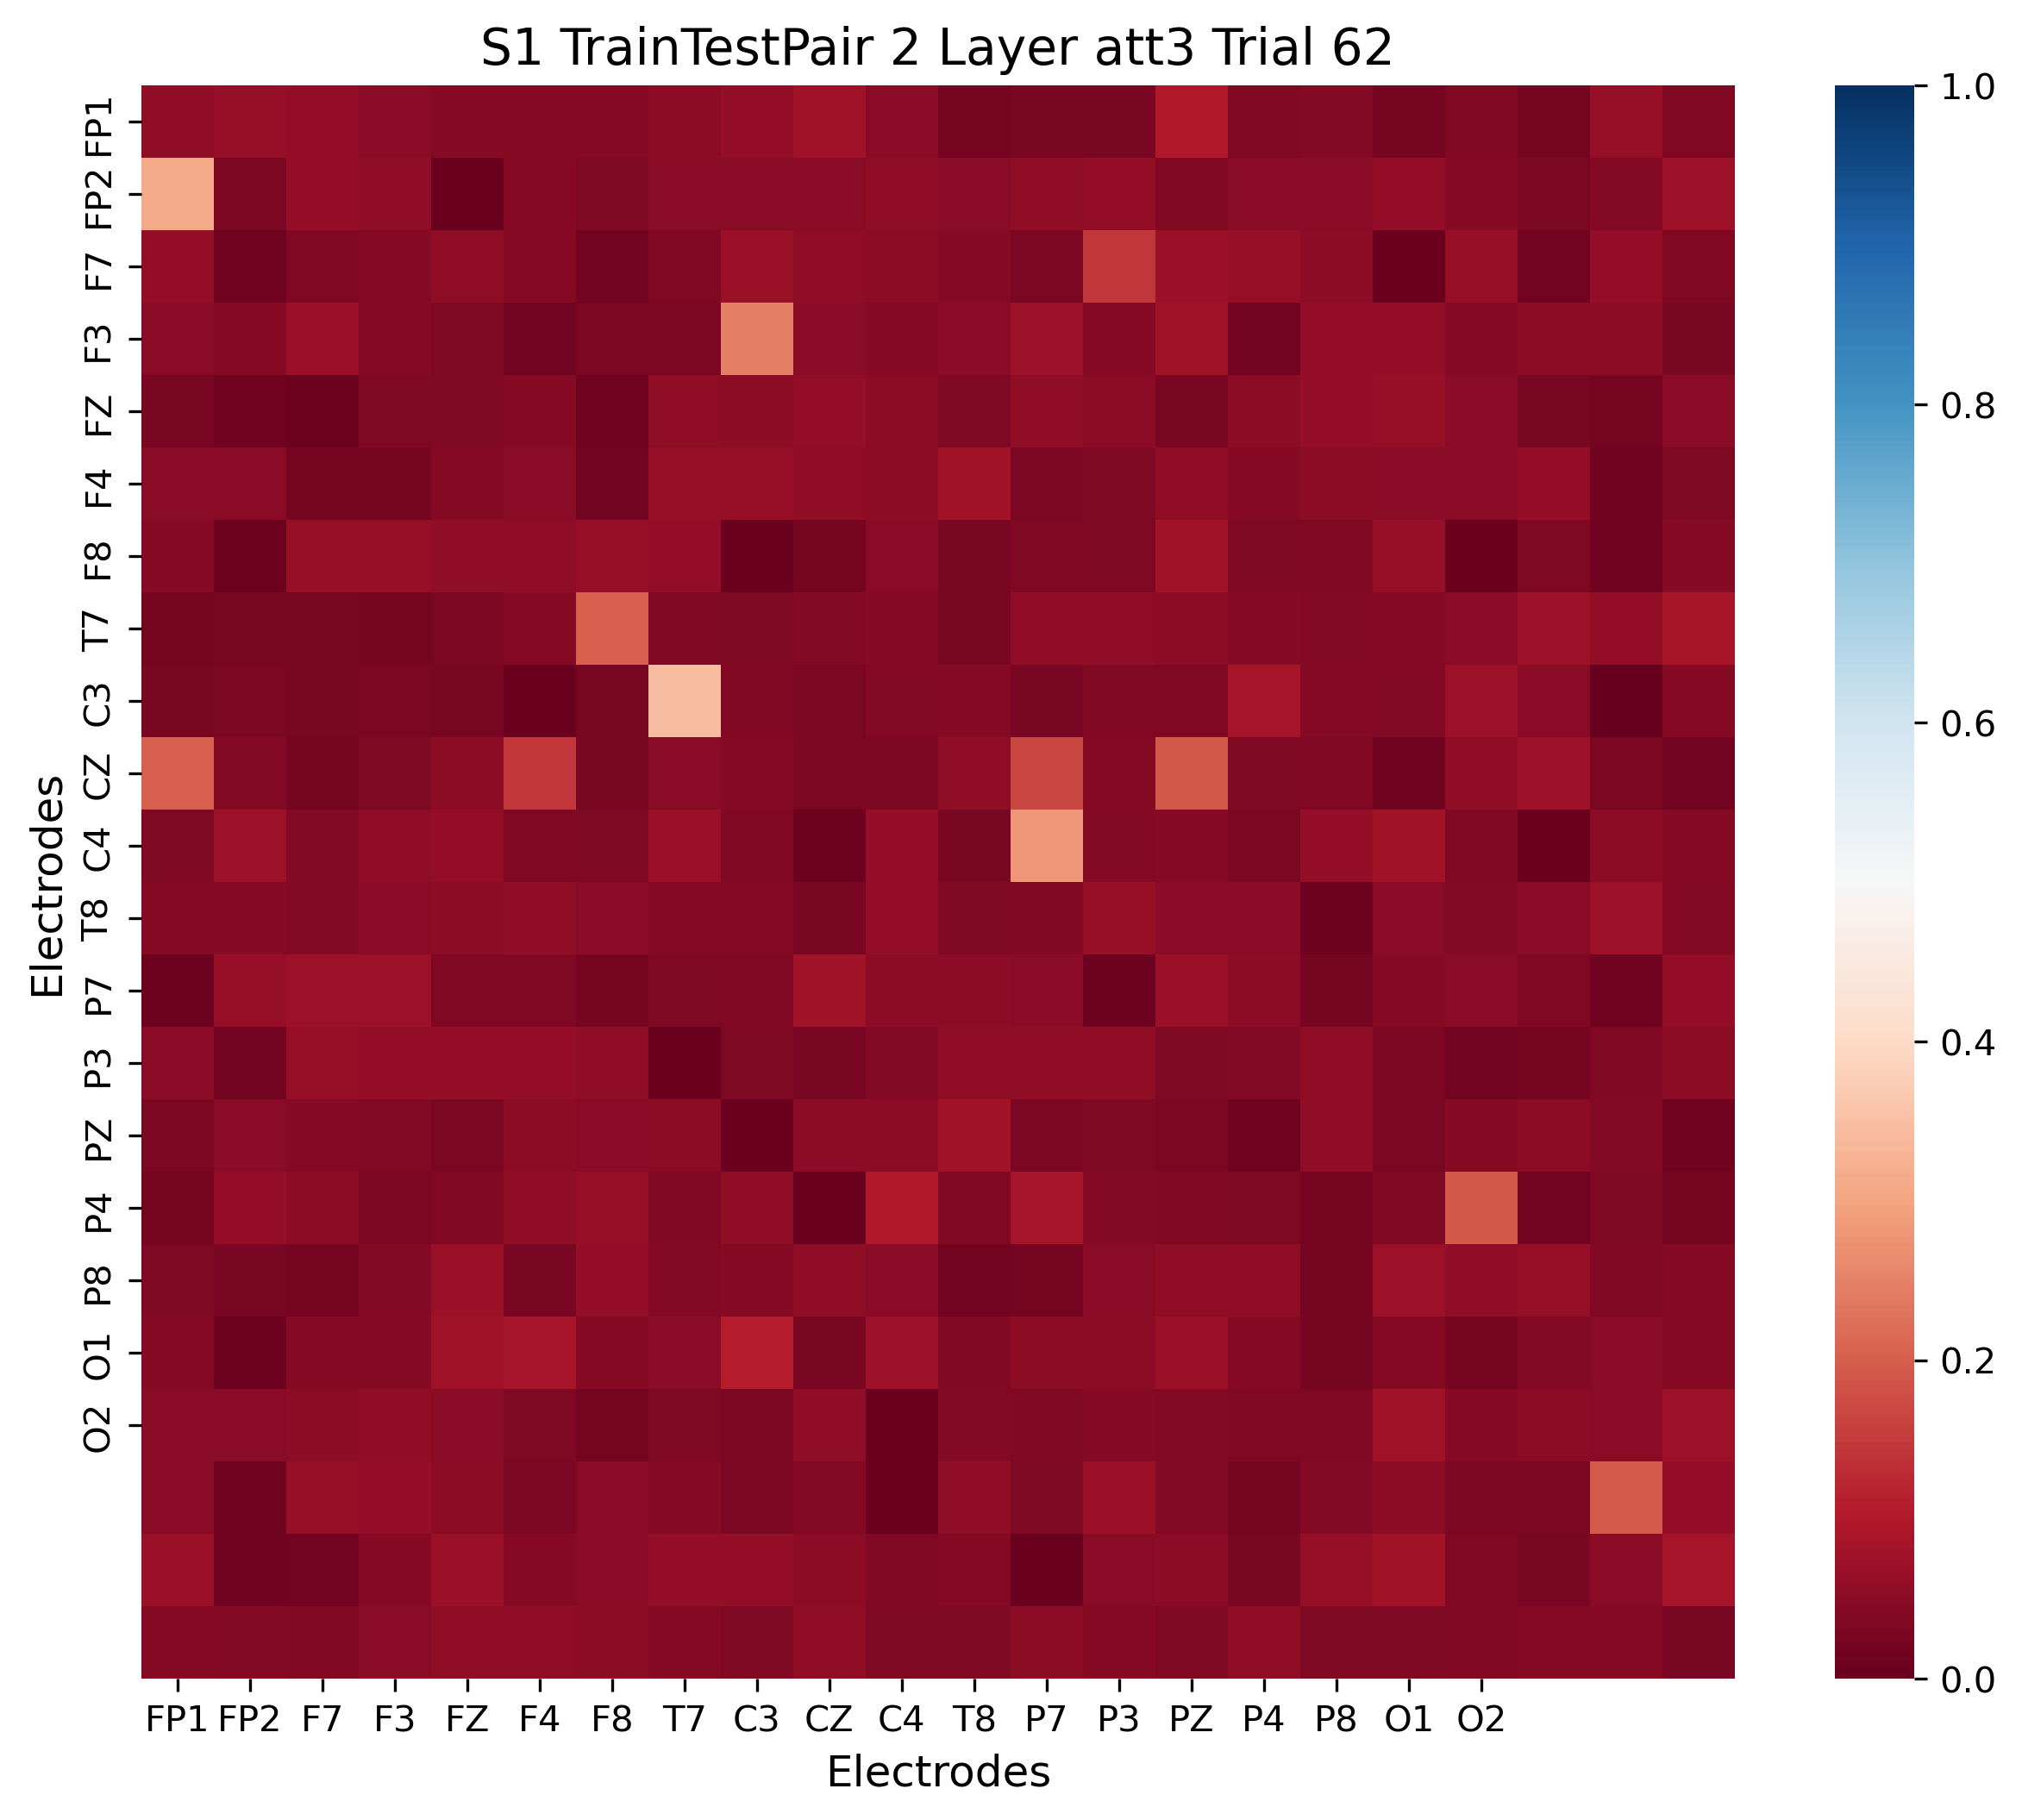 S1 TrainTestPair 2 Layer att3 Trial 62
Electrodes
FP1
FP2
F7
F3
FZ
F4
F8
T7
C3
CZ
C4
T8
P7
P3
PZ
P4
P8
O1
O2
FP1 FP2 F7 F3 FZ F4 F8 T7 C3 CZ C4 T8 P7 P3 PZ P4 P8 O1 O2
Electrodes
1.0
0.8
0.6
0.4
0.2
0.0